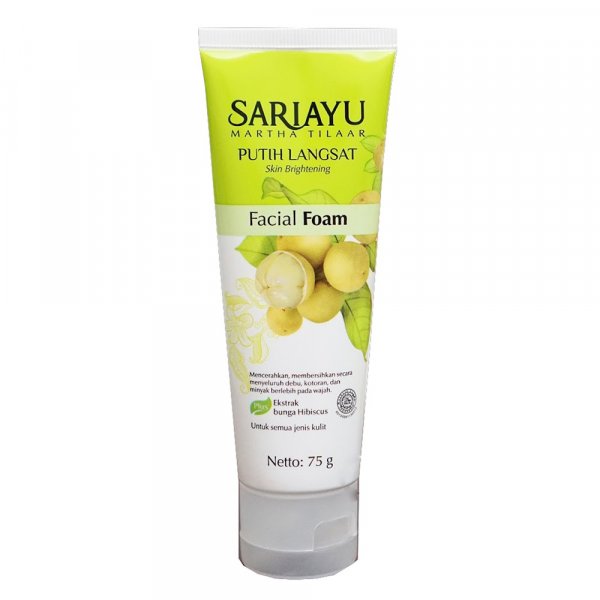 SARIAYU
MARTHA TILAAR
PUTIH LANGSAT
Skin Brightening
Facial Foam
Mencerahkan, membersihkan secara
menyeluruh debu, kotoran, dan
minyak berlebih pada wajah.
Plus Ekstrak
bunga Hibiscus
Untuk semua jenis kulit
Netto: 75 g